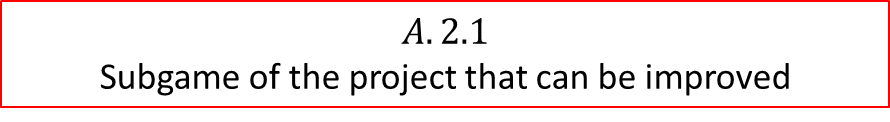 A. 2.1
Subgame of the project that can be improved